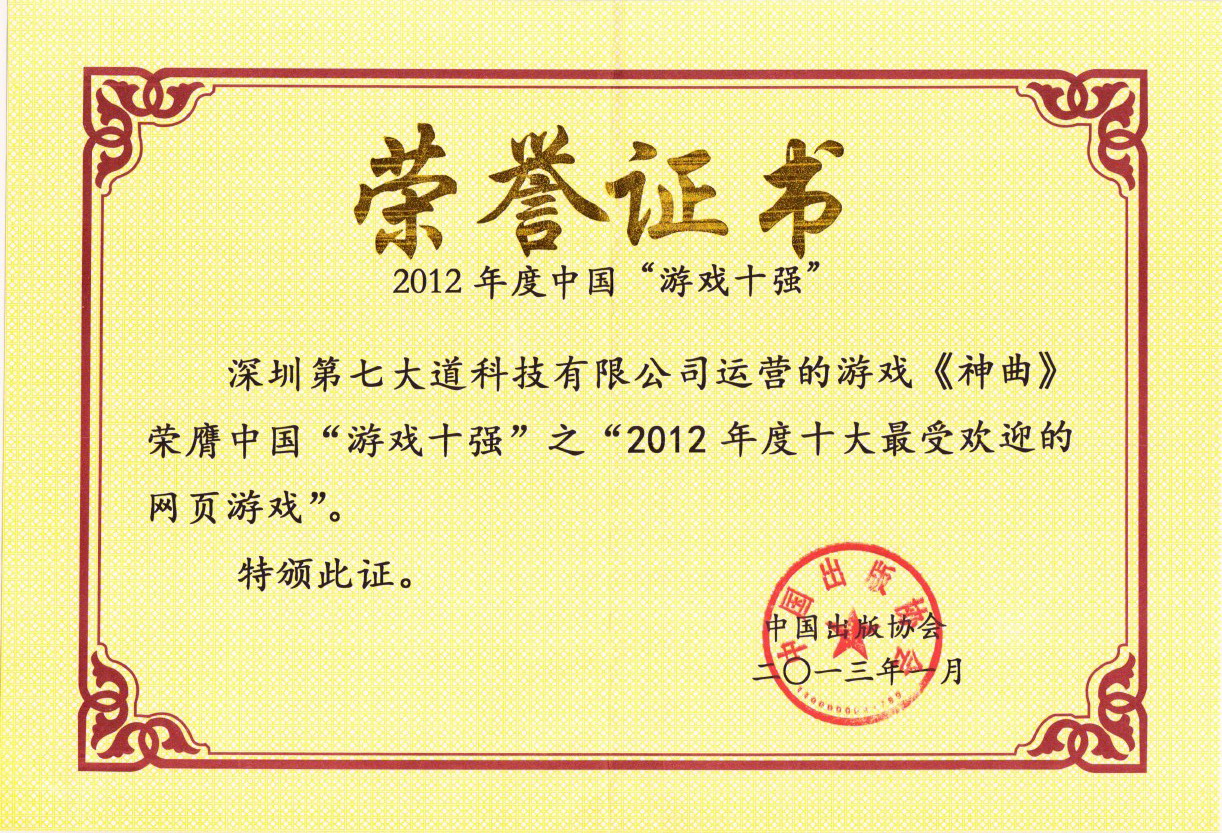 荣誉证书
2012 年度中国“游戏十强”
深圳第七大道科技有限公司运营的游戏《神曲》
荣膺中国“游戏十强”之“2012 年度十大最受欢迎的
网页游戏”。
特颁此证。
中国出版协会
中国出版协会
二〇一三年一月